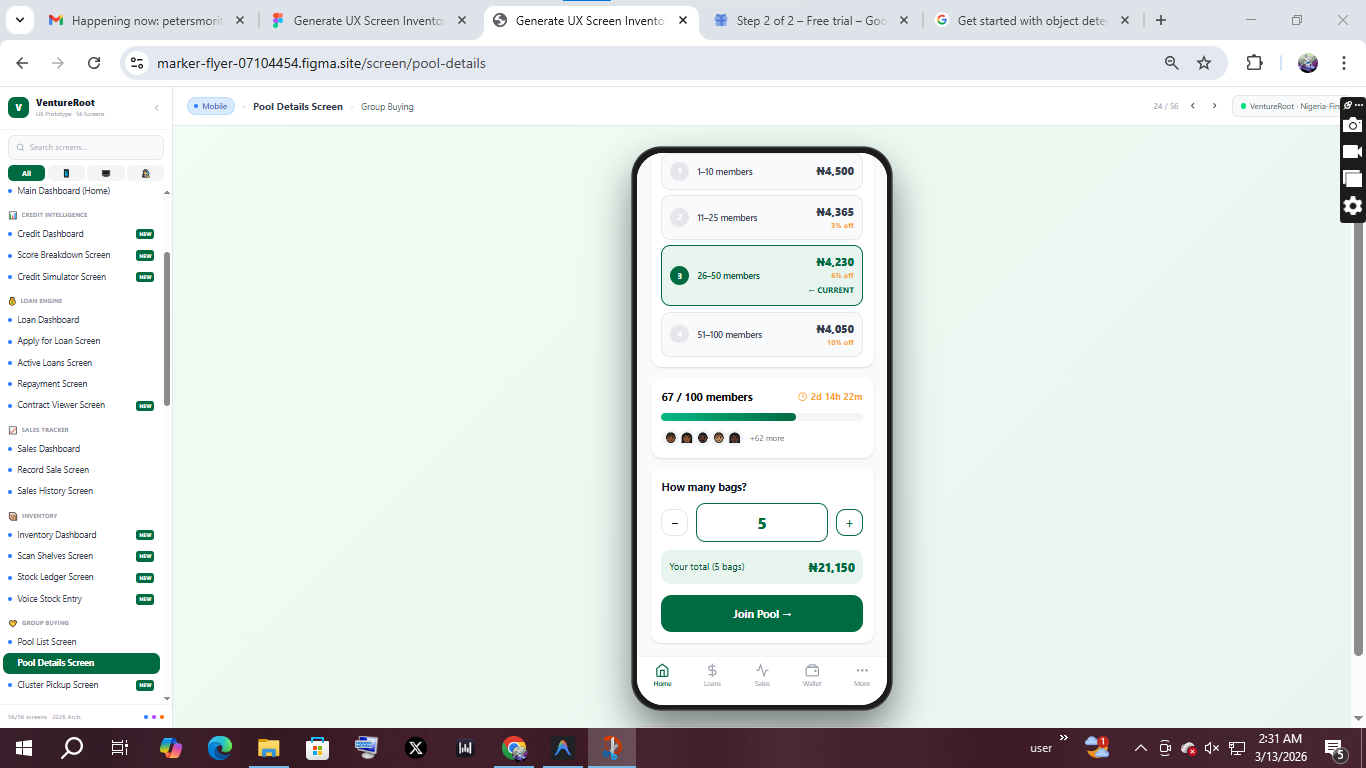 Happening now: petersmorit
Generate UX Screen Invento
Generate UX Screen Invento
Step 2 of 2 – Free trial – Goo
Get started with object dete
marker-flyer-07104454.figma.site/screen/pool-details
V
VentureRoot
UX Prototype · 56 Screens
Mobile
Pool Details Screen
Group Buying
24 / 56
VentureRoot · Nigeria-Firs
Search screens...
All
Main Dashboard (Home)
CREDIT INTELLIGENCE
Credit Dashboard NEW
Score Breakdown Screen NEW
Credit Simulator Screen NEW
LOAN ENGINE
Loan Dashboard
Apply for Loan Screen
Active Loans Screen
Repayment Screen
Contract Viewer Screen NEW
SALES TRACKER
Sales Dashboard
Record Sale Screen
Sales History Screen
INVENTORY
Inventory Dashboard NEW
Scan Shelves Screen NEW
Stock Ledger Screen NEW
Voice Stock Entry NEW
GROUP BUYING
Pool List Screen
Pool Details Screen
Cluster Pickup Screen NEW
56/56 screens · 2026 Arch.
1 1–10 members ₦4,500
2 11–25 members ₦4,365
3% off
3 26–50 members ₦4,230
6% off
← CURRENT
4 51–100 members ₦4,050
10% off
67 / 100 members 2d 14h 22m
+62 more
How many bags?
− 5 +
Your total (5 bags) ₦21,150
Join Pool →
Home Loans Sales Wallet More
user
2:31 AM
3/13/2026
1
5